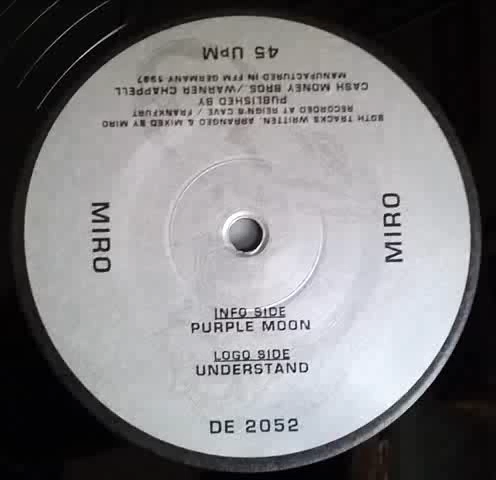 MIRO
MIRO
INFO SIDE
PURPLE MOON
LOGO SIDE
UNDERSTAND
DE 2052
BOTH TRACKS WRITTEN, ARRANGED & MIXED BY MIRO
RECORDED AT REIGN'S CAVE / FRANKFURT
PUBLISHED BY
CASH MONEY BROS./WARNER CHAPPELL
MANUFACTURED IN FFM GERMANY 1997
45 UpM